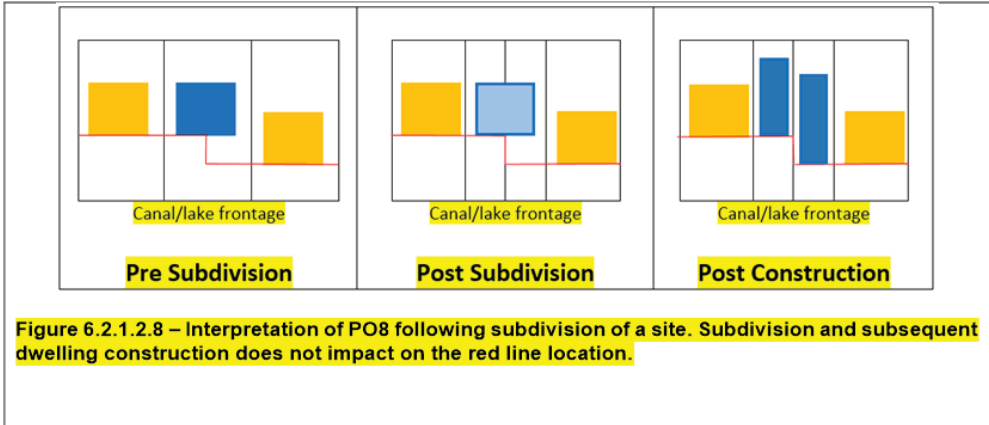 Canal/lake frontage
Canal/lake frontage
Canal/lake frontage
Pre Subdivision
Post Subdivision
Post Construction
Figure 6.2.1.2.8 – Interpretation of PO8 following subdivision of a site. Subdivision and subsequent
dwelling construction does not impact on the red line location.